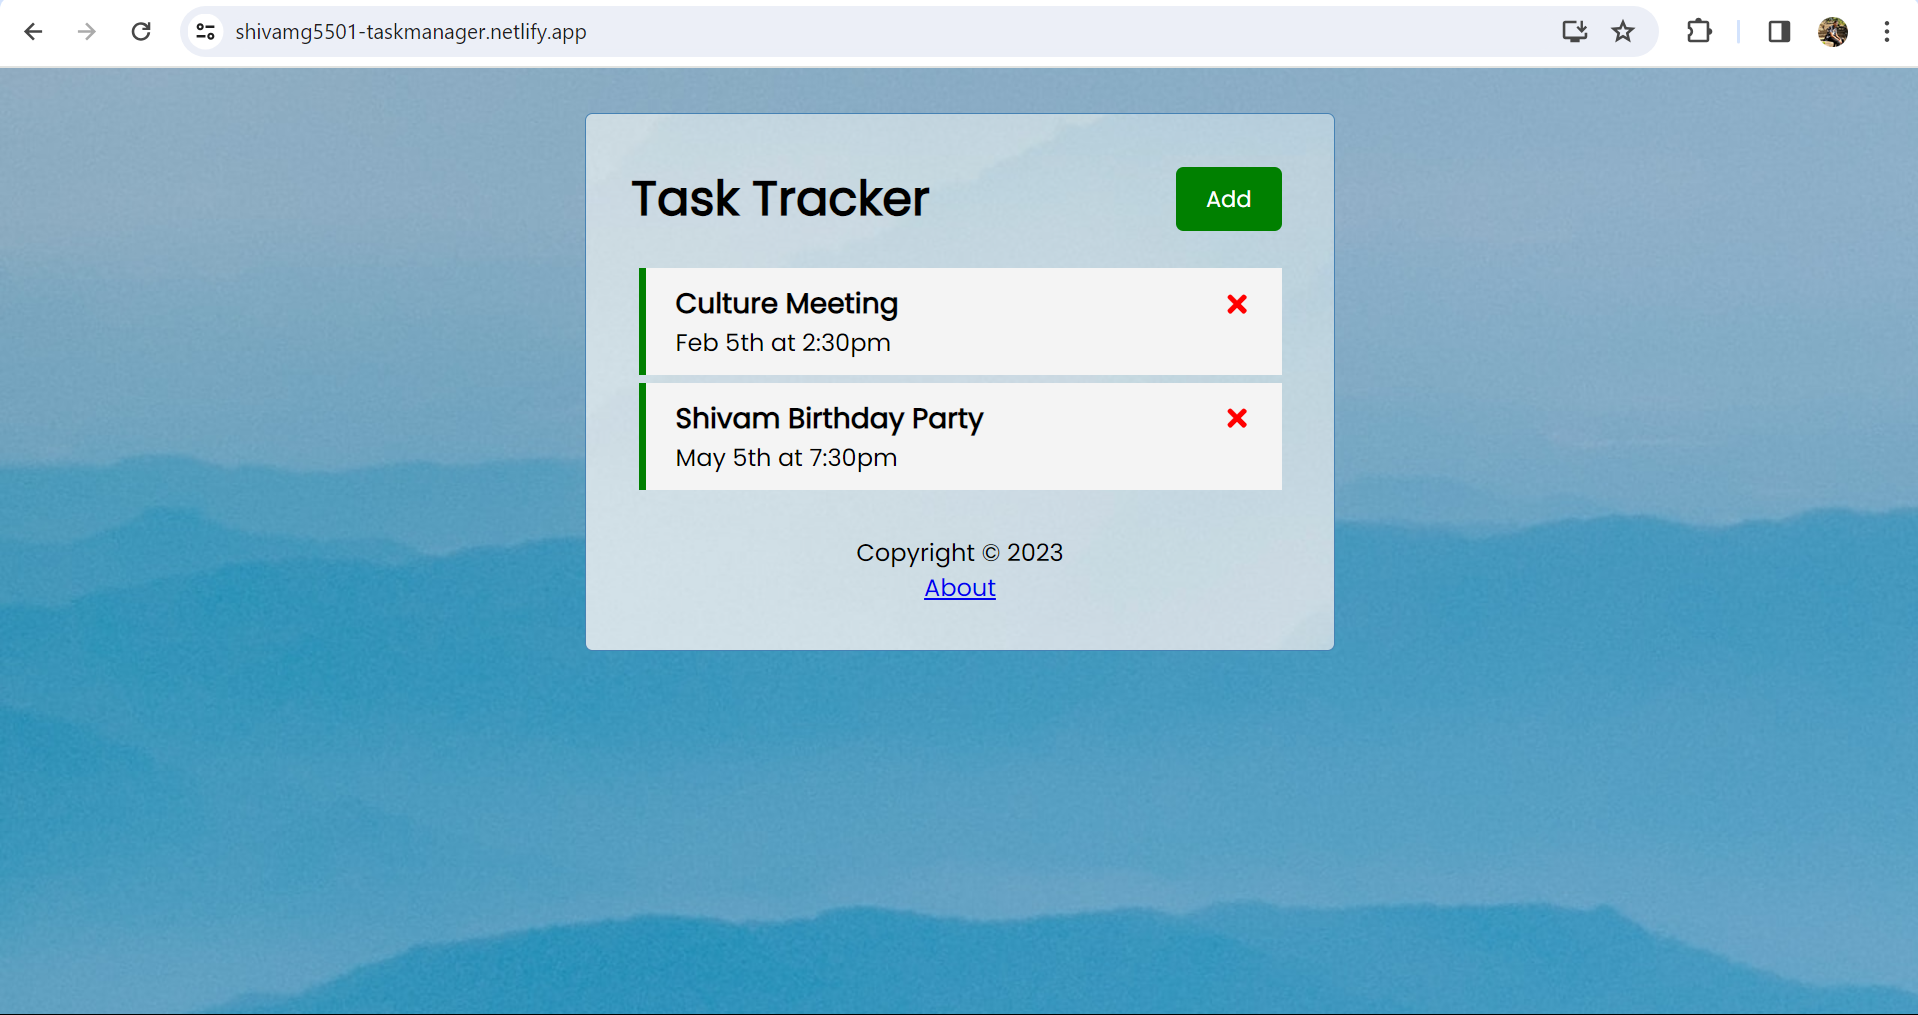 shivamg5501-taskmanager.netlify.app
Task Tracker
Add
Culture Meeting
Feb 5th at 2:30pm
Shivam Birthday Party
May 5th at 7:30pm
Copyright © 2023
About